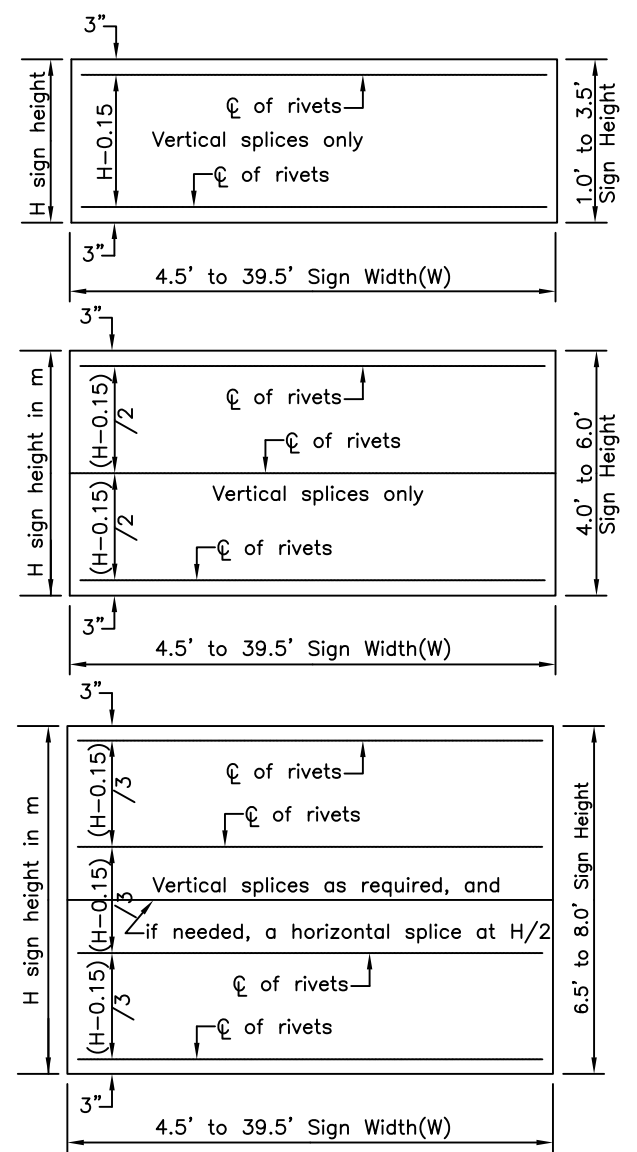 3"
H sign height
H-0.15
℄ of rivets
Vertical splices only
℄ of rivets
1.0' to 3.5'
Sign Height
3"
4.5' to 39.5' Sign Width(W)
3"
H sign height in m
(H-0.15)
/2
℄ of rivets
℄ of rivets
(H-0.15)
/2
Vertical splices only
℄ of rivets
4.0' to 6.0'
Sign Height
3"
4.5' to 39.5' Sign Width(W)
3"
H sign height in m
(H-0.15)
/3
℄ of rivets
℄ of rivets
(H-0.15)
/3
Vertical splices as required, and
if needed, a horizontal splice at H/2
(H-0.15)
/3
℄ of rivets
℄ of rivets
6.5' to 8.0' Sign Height
3"
4.5' to 39.5' Sign Width(W)